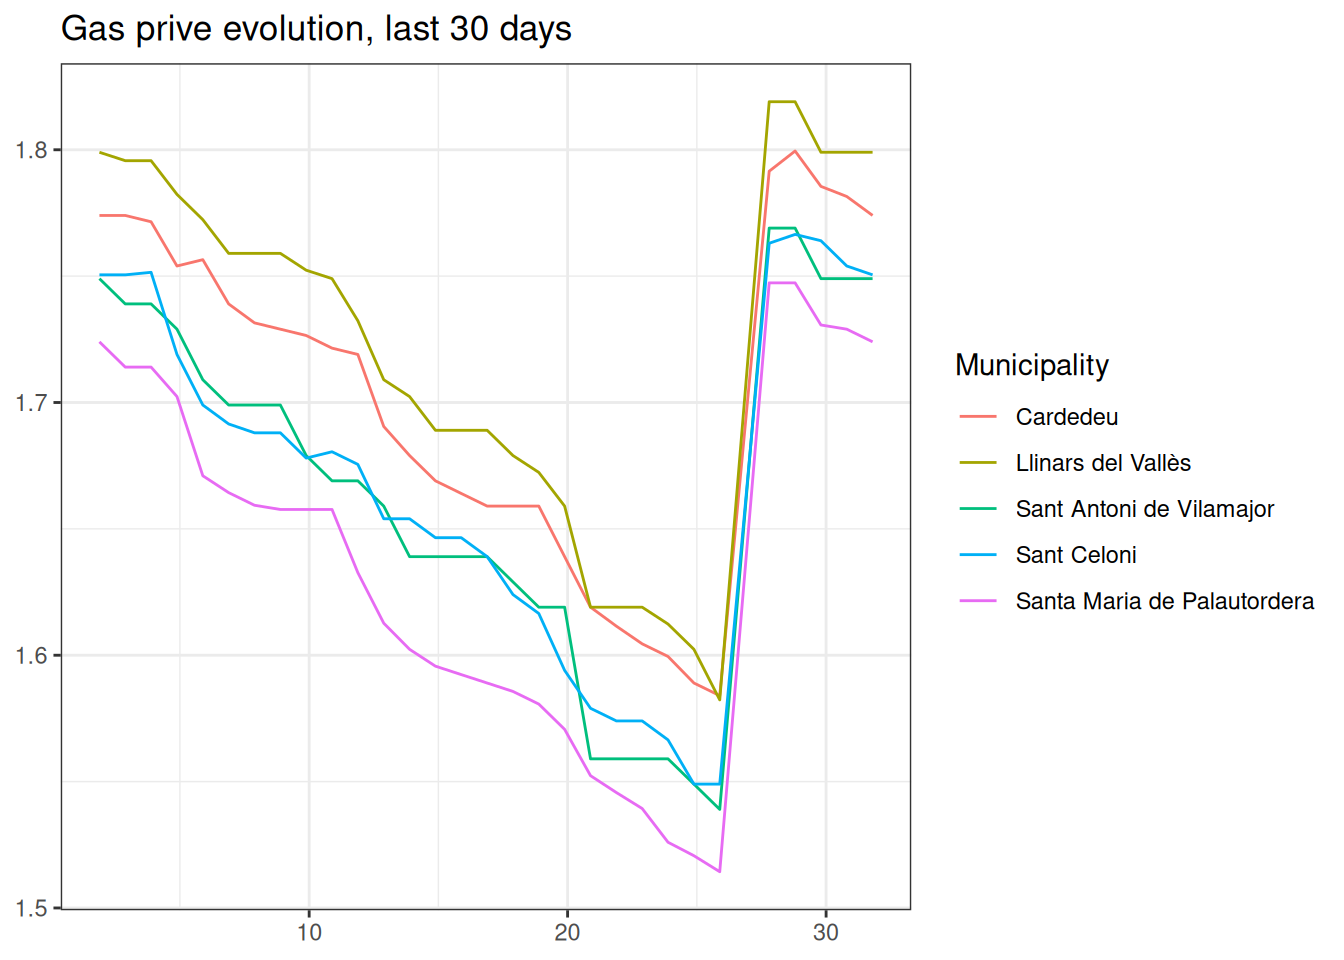 Gas prive evolution, last 30 days
1.8
1.7
1.6
1.5
10 20 30
Municipality
Cardedeu
Llinars del Vallès
Sant Antoni de Vilamajor
Sant Celoni
Santa Maria de Palautordera